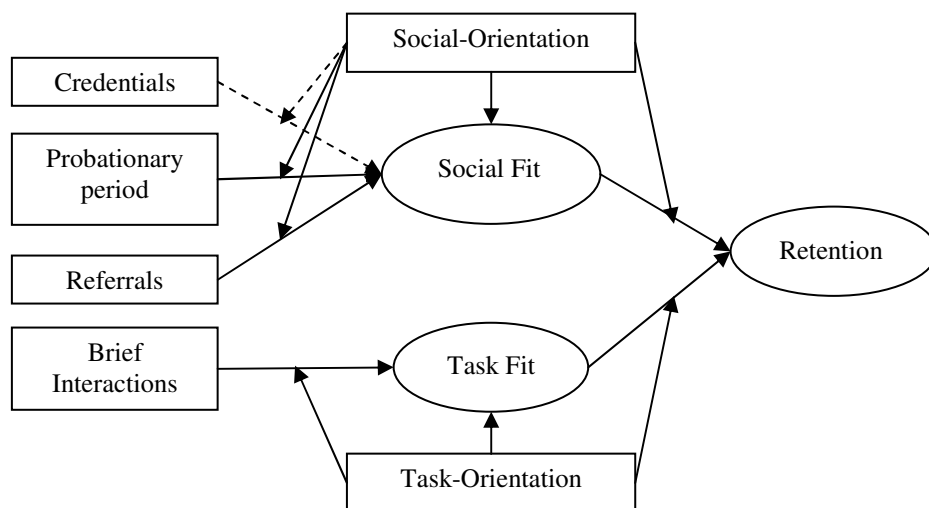 Social-Orientation
Credentials
Probationary
period
Social Fit
Retention
Referrals
Brief
Interactions
Task Fit
Task-Orientation